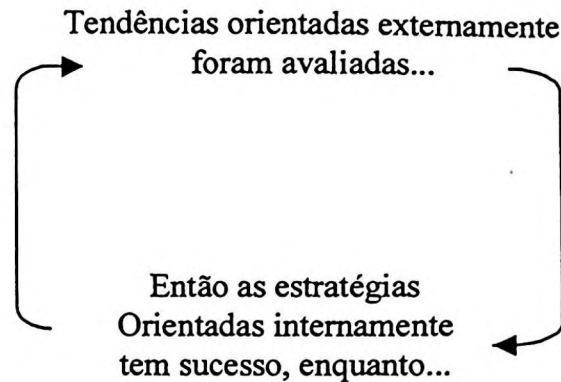 Tendências orientadas externamente
foram avaliadas...
Então as estratégias
Orientadas internamente
tem sucesso, enquanto...